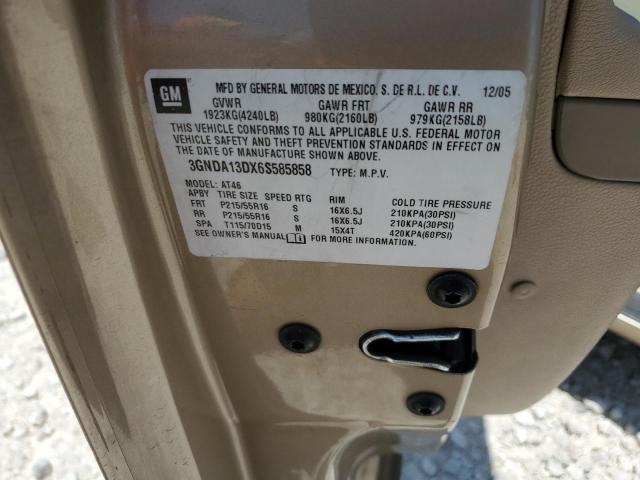 GM
MFD BY GENERAL MOTORS DE MEXICO. S. DE R.L. DE C.V. 12/05
GVWR GAWR FRT GAWR RR
1923KG(4240LB) 980KG(2160LB) 979KG(2158LB)
THIS VEHICLE CONFORMS TO ALL APPLICABLE U.S. FEDERAL MOTOR
VEHICLE SAFETY AND THEFT PREVENTION STANDARDS IN EFFECT ON
THE DATE OF MANUFACTURE SHOWN ABOVE.
3GNDA13DX6S585858 TYPE: M.P.V.
MODEL: AT46
APBY TIRE SIZE SPEED RTG RIM COLD TIRE PRESSURE
FRT P215/55R16 S 16X6.5J 210KPA(30PSI)
RR P215/55R16 S 16X6.5J 210KPA(30PSI)
SPA T115/70D15 M 15X4T 420KPA(60PSI)
SEE OWNER'S MANUAL FOR MORE INFORMATION.